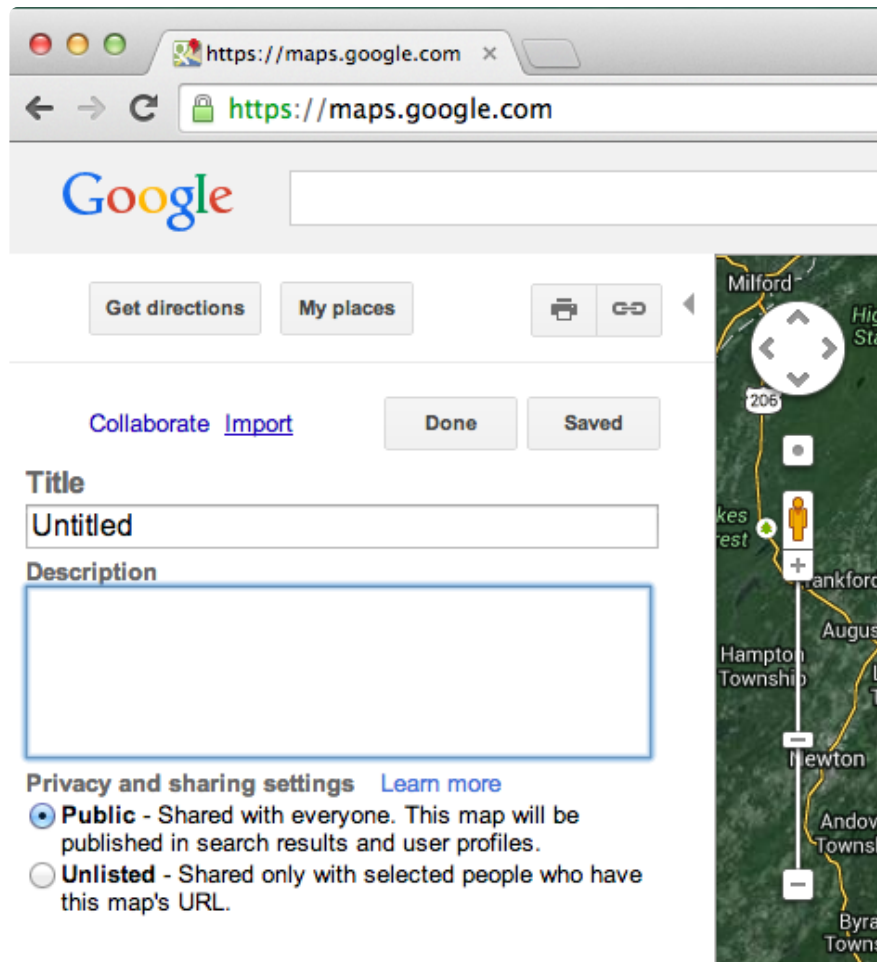 https://maps.google.com
https://maps.google.com
Google
Get directions
My places
Collaborate Import
Done
Saved
Title
Untitled
Description
Privacy and sharing settings Learn more
Public - Shared with everyone. This map will be
published in search results and user profiles.
Unlisted - Shared only with selected people who have
this map's URL.
Milford
206
Hampton
Township
Newton